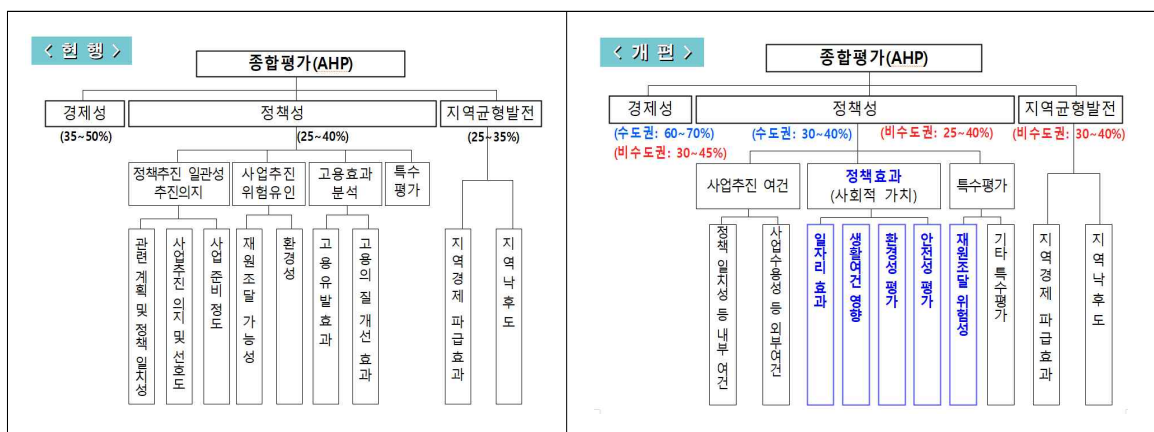 < 현 행 >
종합평가(AHP)
경제성
정책성
지역균형발전
(35~50%)
(25~40%)
(25~35%)
정책추진 일관성
추진의지
사업추진
위험유인
고용효과
분석
특수
평가
관련 계획 및 정책 일치성
사업추진 의지 및 선호도
사업 준비 정도
재원조달 가능성
환경성
고용유발 효과
고용의 질 개선 효과
지역경제 파급효과
지역낙후도
< 개 편 >
종합평가(AHP)
경제성
정책성
지역균형발전
(수도권: 60~70%)
(수도권: 30~40%)
(비수도권: 25~40%)
(비수도권: 30~40%)
(비수도권: 30~45%)
사업추진 여건
정책효과
(사회적 가치)
특수평가
정책 일치성 등 내부 여건
사업수용성 등 외부여건
일자리 효과
생활여건 영향
환경성 평가
안전성 평가
재원조달 위험성
기타 특수평가
지역경제 파급효과
지역낙후도